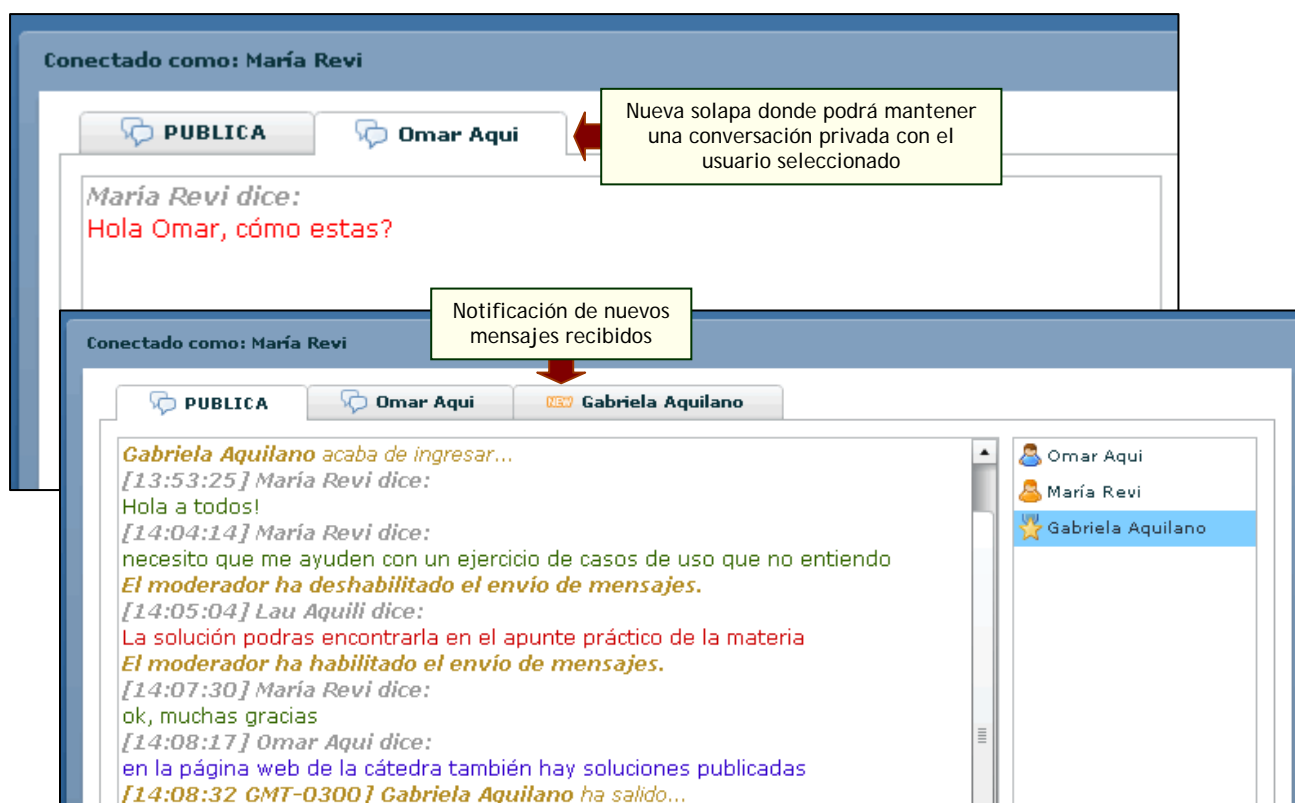 Conectado como: María Revi
PUBLICA
Omar Aqui
Nueva solapa donde podrá mantener
una conversación privada con el
usuario seleccionado
María Revi dice:
Hola Omar, cómo estas?
Notificación de nuevos
mensajes recibidos
Conectado como: María Revi
PUBLICA
Omar Aqui
NEW Gabriela Aquilano
Gabriela Aquilano acaba de ingresar...
[13:53:25] María Revi dice:
Hola a todos!
[14:04:14] María Revi dice:
necesito que me ayuden con un ejercicio de casos de uso que no entiendo
El moderador ha deshabilitado el envío de mensajes.
[14:05:04] Lau Aquili dice:
La solución podras encontrarla en el apunte práctico de la materia
El moderador ha habilitado el envío de mensajes.
[14:07:30] María Revi dice:
ok, muchas gracias
[14:08:17] Omar Aqui dice:
en la página web de la cátedra también hay soluciones publicadas
[14:08:32 GMT-0300] Gabriela Aquilano ha salido...
Omar Aqui
María Revi
Gabriela Aquilano